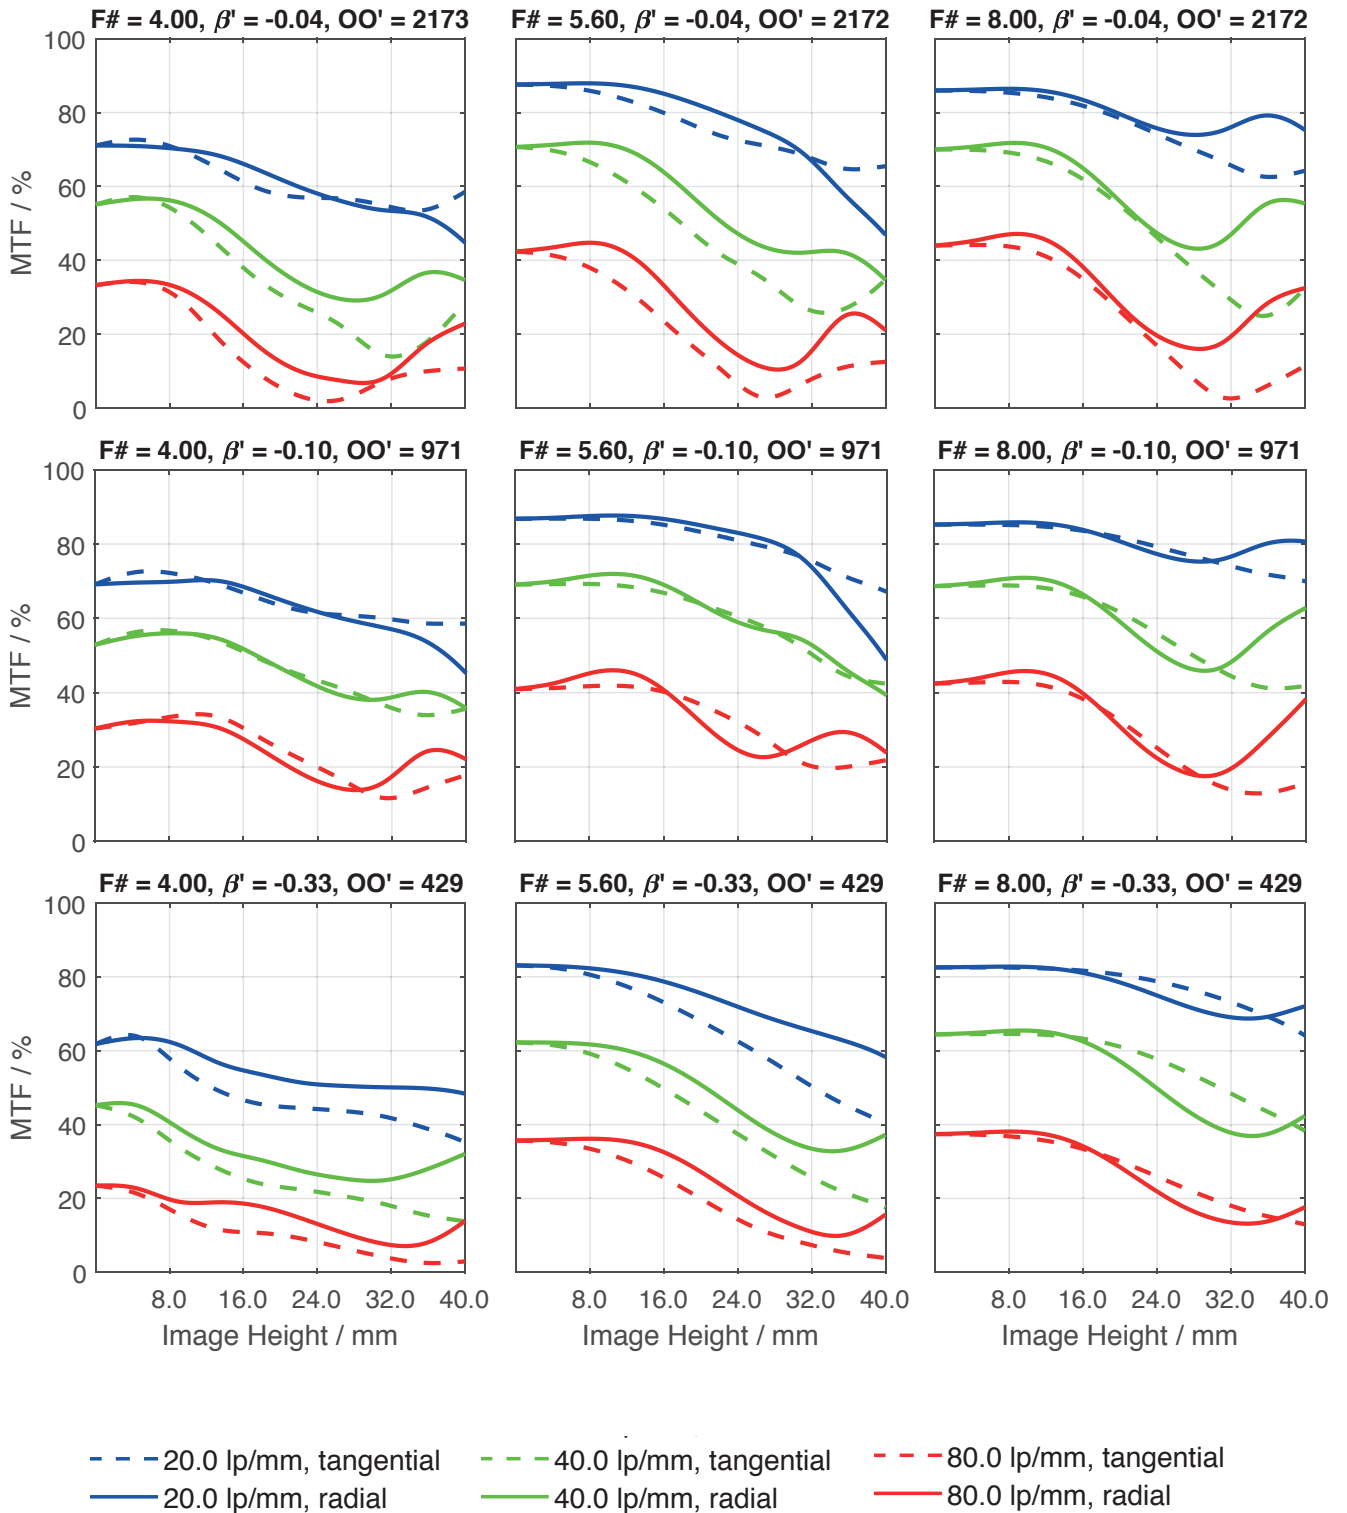 F# = 4.00, β' = -0.04, OO' = 2173
F# = 5.60, β' = -0.04, OO' = 2172
F# = 8.00, β' = -0.04, OO' = 2172
100
80
60
40
20
0
MTF / %
F# = 4.00, β' = -0.10, OO' = 971
F# = 5.60, β' = -0.10, OO' = 971
F# = 8.00, β' = -0.10, OO' = 971
100
80
60
40
20
0
MTF / %
F# = 4.00, β' = -0.33, OO' = 429
F# = 5.60, β' = -0.33, OO' = 429
F# = 8.00, β' = -0.33, OO' = 429
100
80
60
40
20
0
MTF / %
8.0 16.0 24.0 32.0 40.0
8.0 16.0 24.0 32.0 40.0
8.0 16.0 24.0 32.0 40.0
Image Height / mm
Image Height / mm
Image Height / mm
20.0 lp/mm, tangential
40.0 lp/mm, tangential
80.0 lp/mm, tangential
20.0 lp/mm, radial
40.0 lp/mm, radial
80.0 lp/mm, radial